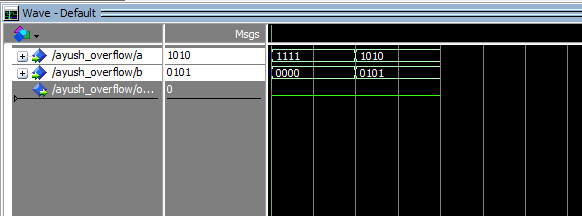 Wave - Default
Msgs
/ayush_overflow/a 1010 1111 1010
/ayush_overflow/b 0101 0000 0101
/ayush_overflow/o... 0